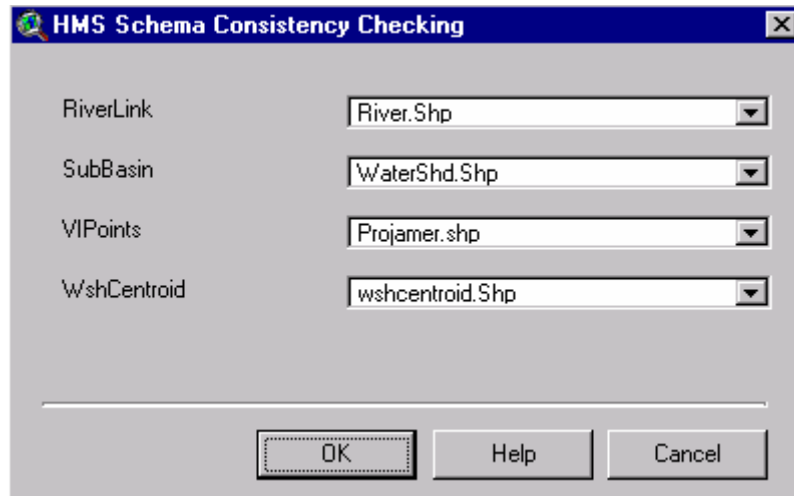 HMS Schema Consistency Checking
RiverLink River.Shp
SubBasin WaterShd.Shp
VIPoints Projamer.shp
WshCentroid wshcentroid.Shp
OK Help Cancel